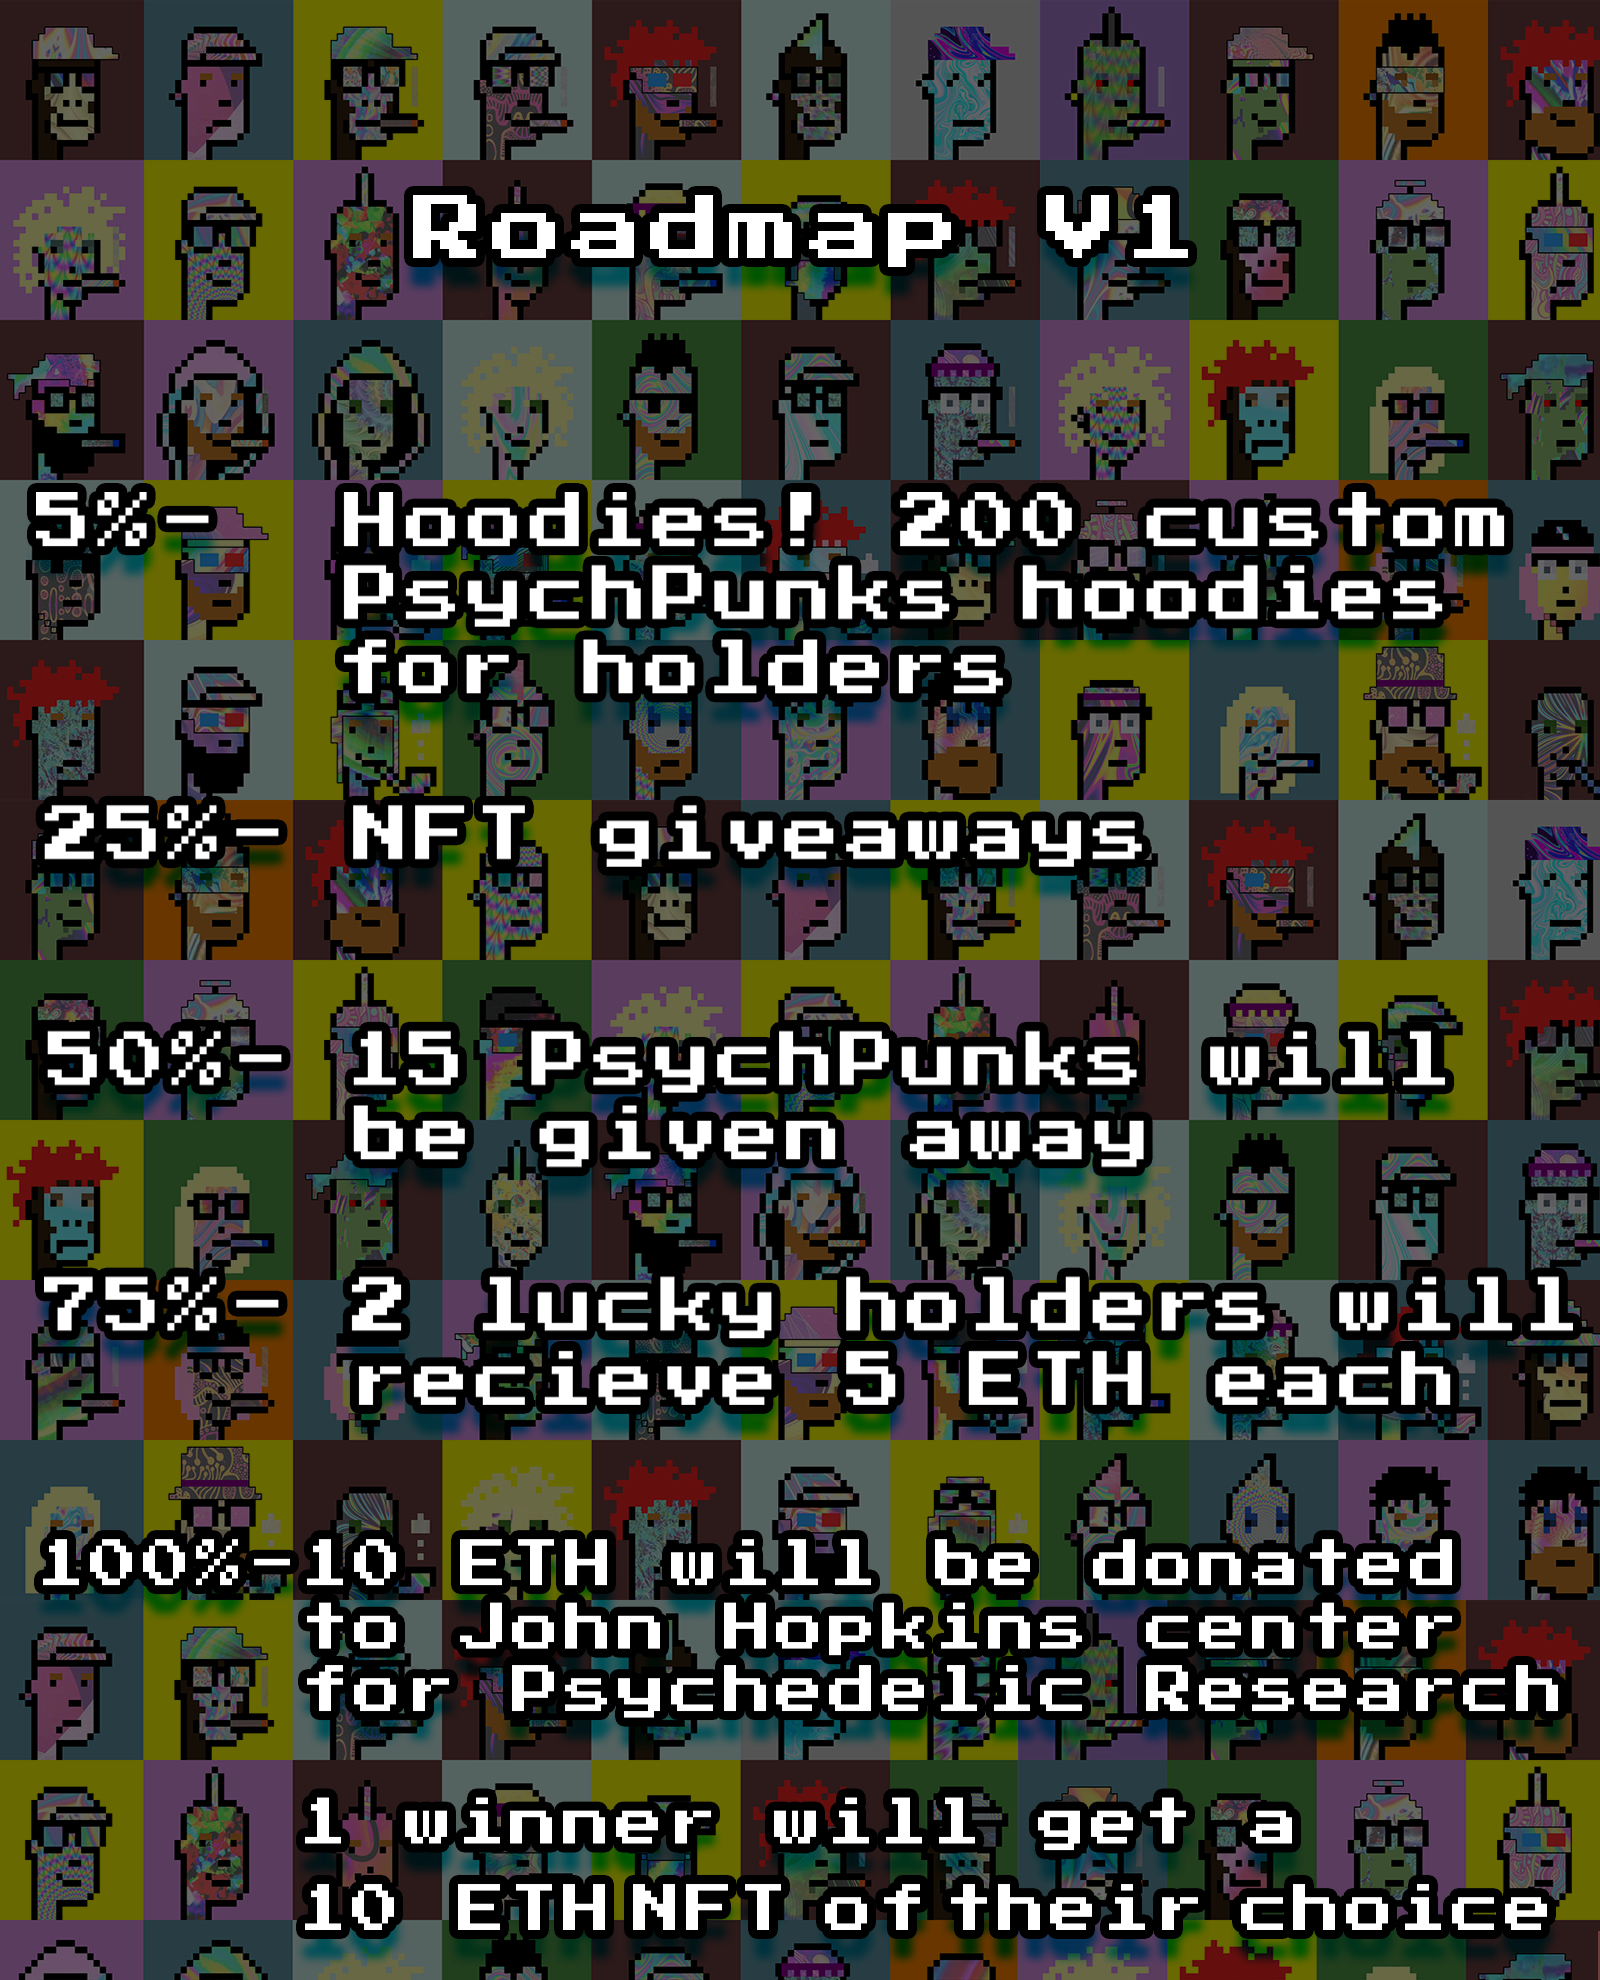 Roadmap V1
5%- Hoodies! 200 custom
PsychPunks hoodies
for holders
25%- NFT giveaways
50%- 15 PsychPunks will
be given away
75%- 2 lucky holders will
recieve 5 ETH each
100%-10 ETH will be donated
to John Hopkins center
for Psychedelic Research
1 winner will get a
10 ETH NFT of their choice